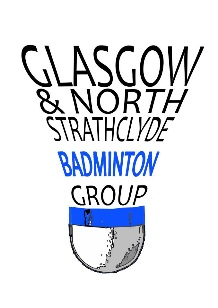 GLASGOW
& NORTH
STRATHCLYDE
BADMINTON
GROUP